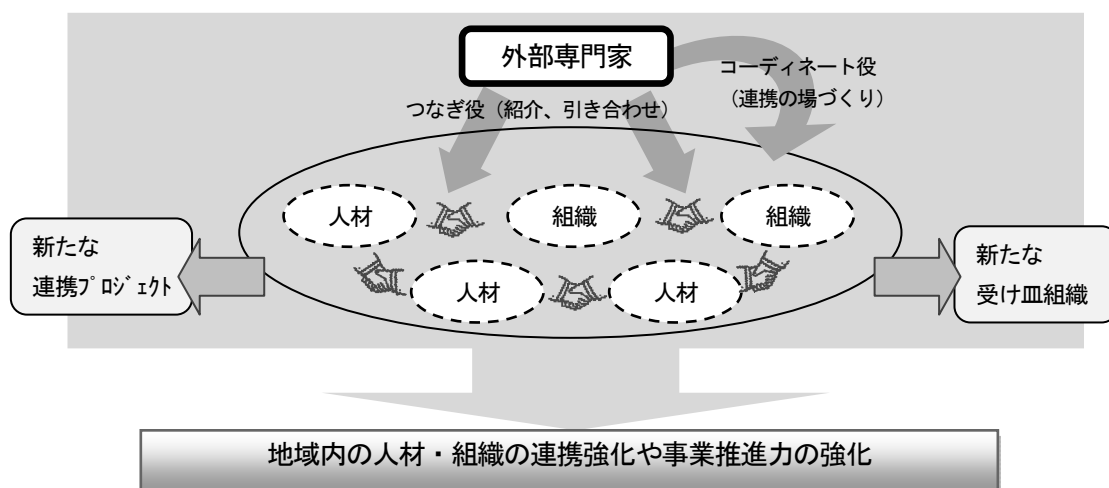 外部専門家
コーディネート役
（連携の場づくり）
つなぎ役（紹介、引き合わせ）
人材
組織
組織
新たな
連携ﾌﾟﾛｼﾞｪｸﾄ
人材
人材
新たな
受け皿組織
地域内の人材・組織の連携強化や事業推進力の強化